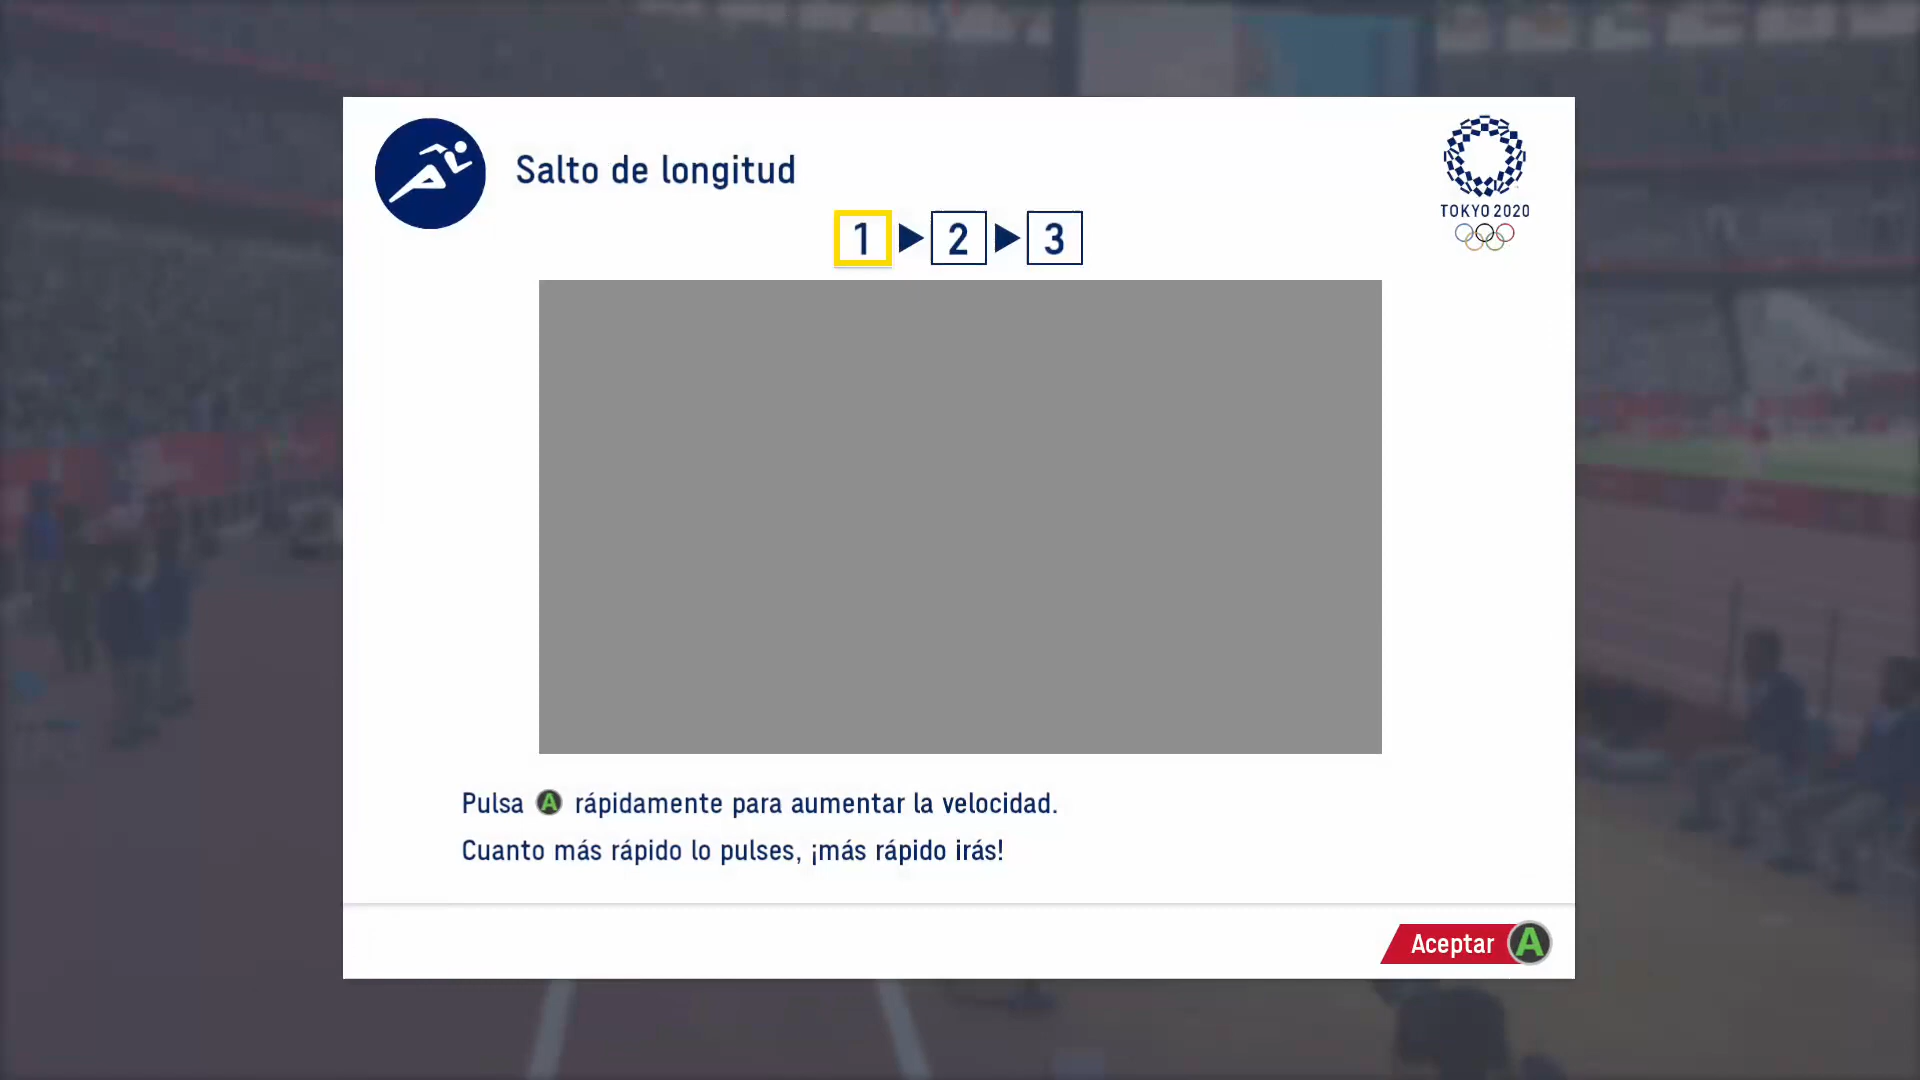 Salto de longitud
TOKYO 2020
1 ▶ 2 ▶ 3
Pulsa A rápidamente para aumentar la velocidad.
Cuanto más rápido lo pulses, ¡más rápido irás!
Aceptar A